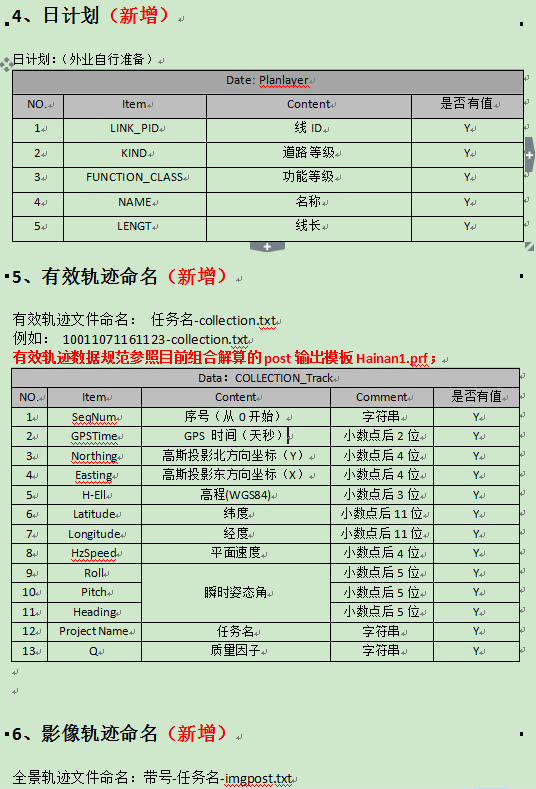 4、日计划（新增）
日计划：（外业自行准备）
Date: Planlayer
NO. Item Content 是否有值
1 LINK_PID 线 ID Y
2 KIND 道路等级 Y
3 FUNCTION_CLASS 功能等级 Y
4 NAME 名称 Y
5 LENGT 线长 Y
5、有效轨迹命名（新增）
有效轨迹文件命名： 任务名-collection.txt
例如： 10011071161123-collection.txt
有效轨迹数据规范参照目前组合解算的 post 输出模板 Hainan1.prf；
Data：COLLECTION_Track
NO. Item Content Comment 是否有值
1 SeqNum 序号（从 0 开始） 字符串 Y
2 GPSTime GPS 时间（天秒） 小数点后 2 位 Y
3 Northing 高斯投影北方向坐标（Y） 小数点后 4 位 Y
4 Easting 高斯投影东方向坐标（X） 小数点后 4 位 Y
5 H-Ell 高程(WGS84) 小数点后 3 位 Y
6 Latitude 纬度 小数点后 11 位 Y
7 Longitude 经度 小数点后 11 位 Y
8 HzSpeed 平面速度 小数点后 4 位 Y
9 Roll 小数点后 5 位 Y
10 Pitch 瞬时姿态角 小数点后 5 位 Y
11 Heading 小数点后 5 位 Y
12 Project Name 任务名 字符串 Y
13 Q 质量因子 字符串 Y
6、影像轨迹命名（新增）
全景轨迹文件命名：带号-任务名-imgpost.txt